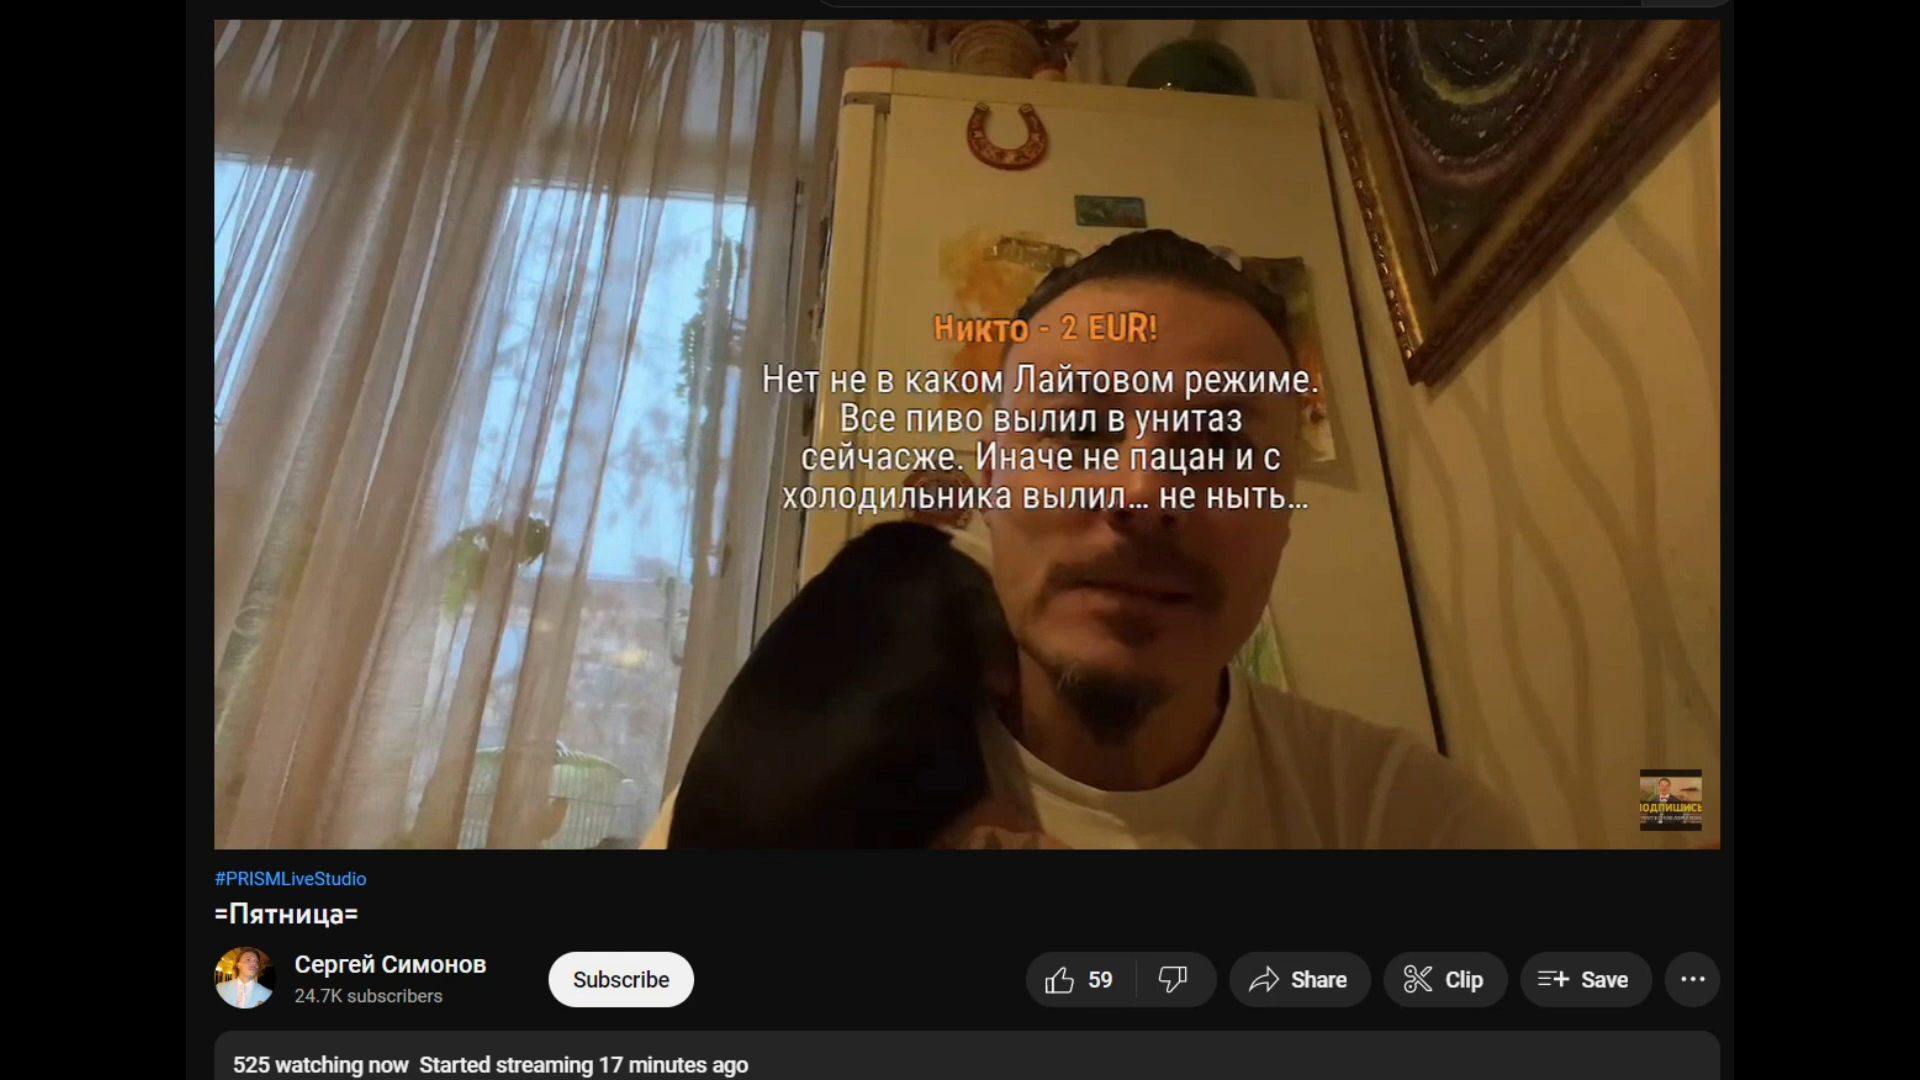 Никто - 2 EUR!
Нет не в каком Лайтовом режиме.
Все пиво вылил в унитаз
сейчасже. Иначе не пацан и с
холодильника вылил... не ныть...
ПОДПИШИСЬ
#PRISMLiveStudio
=Пятница=
Сергей Симонов
24.7K subscribers
Subscribe
59
Share
Clip
Save
525 watching now Started streaming 17 minutes ago